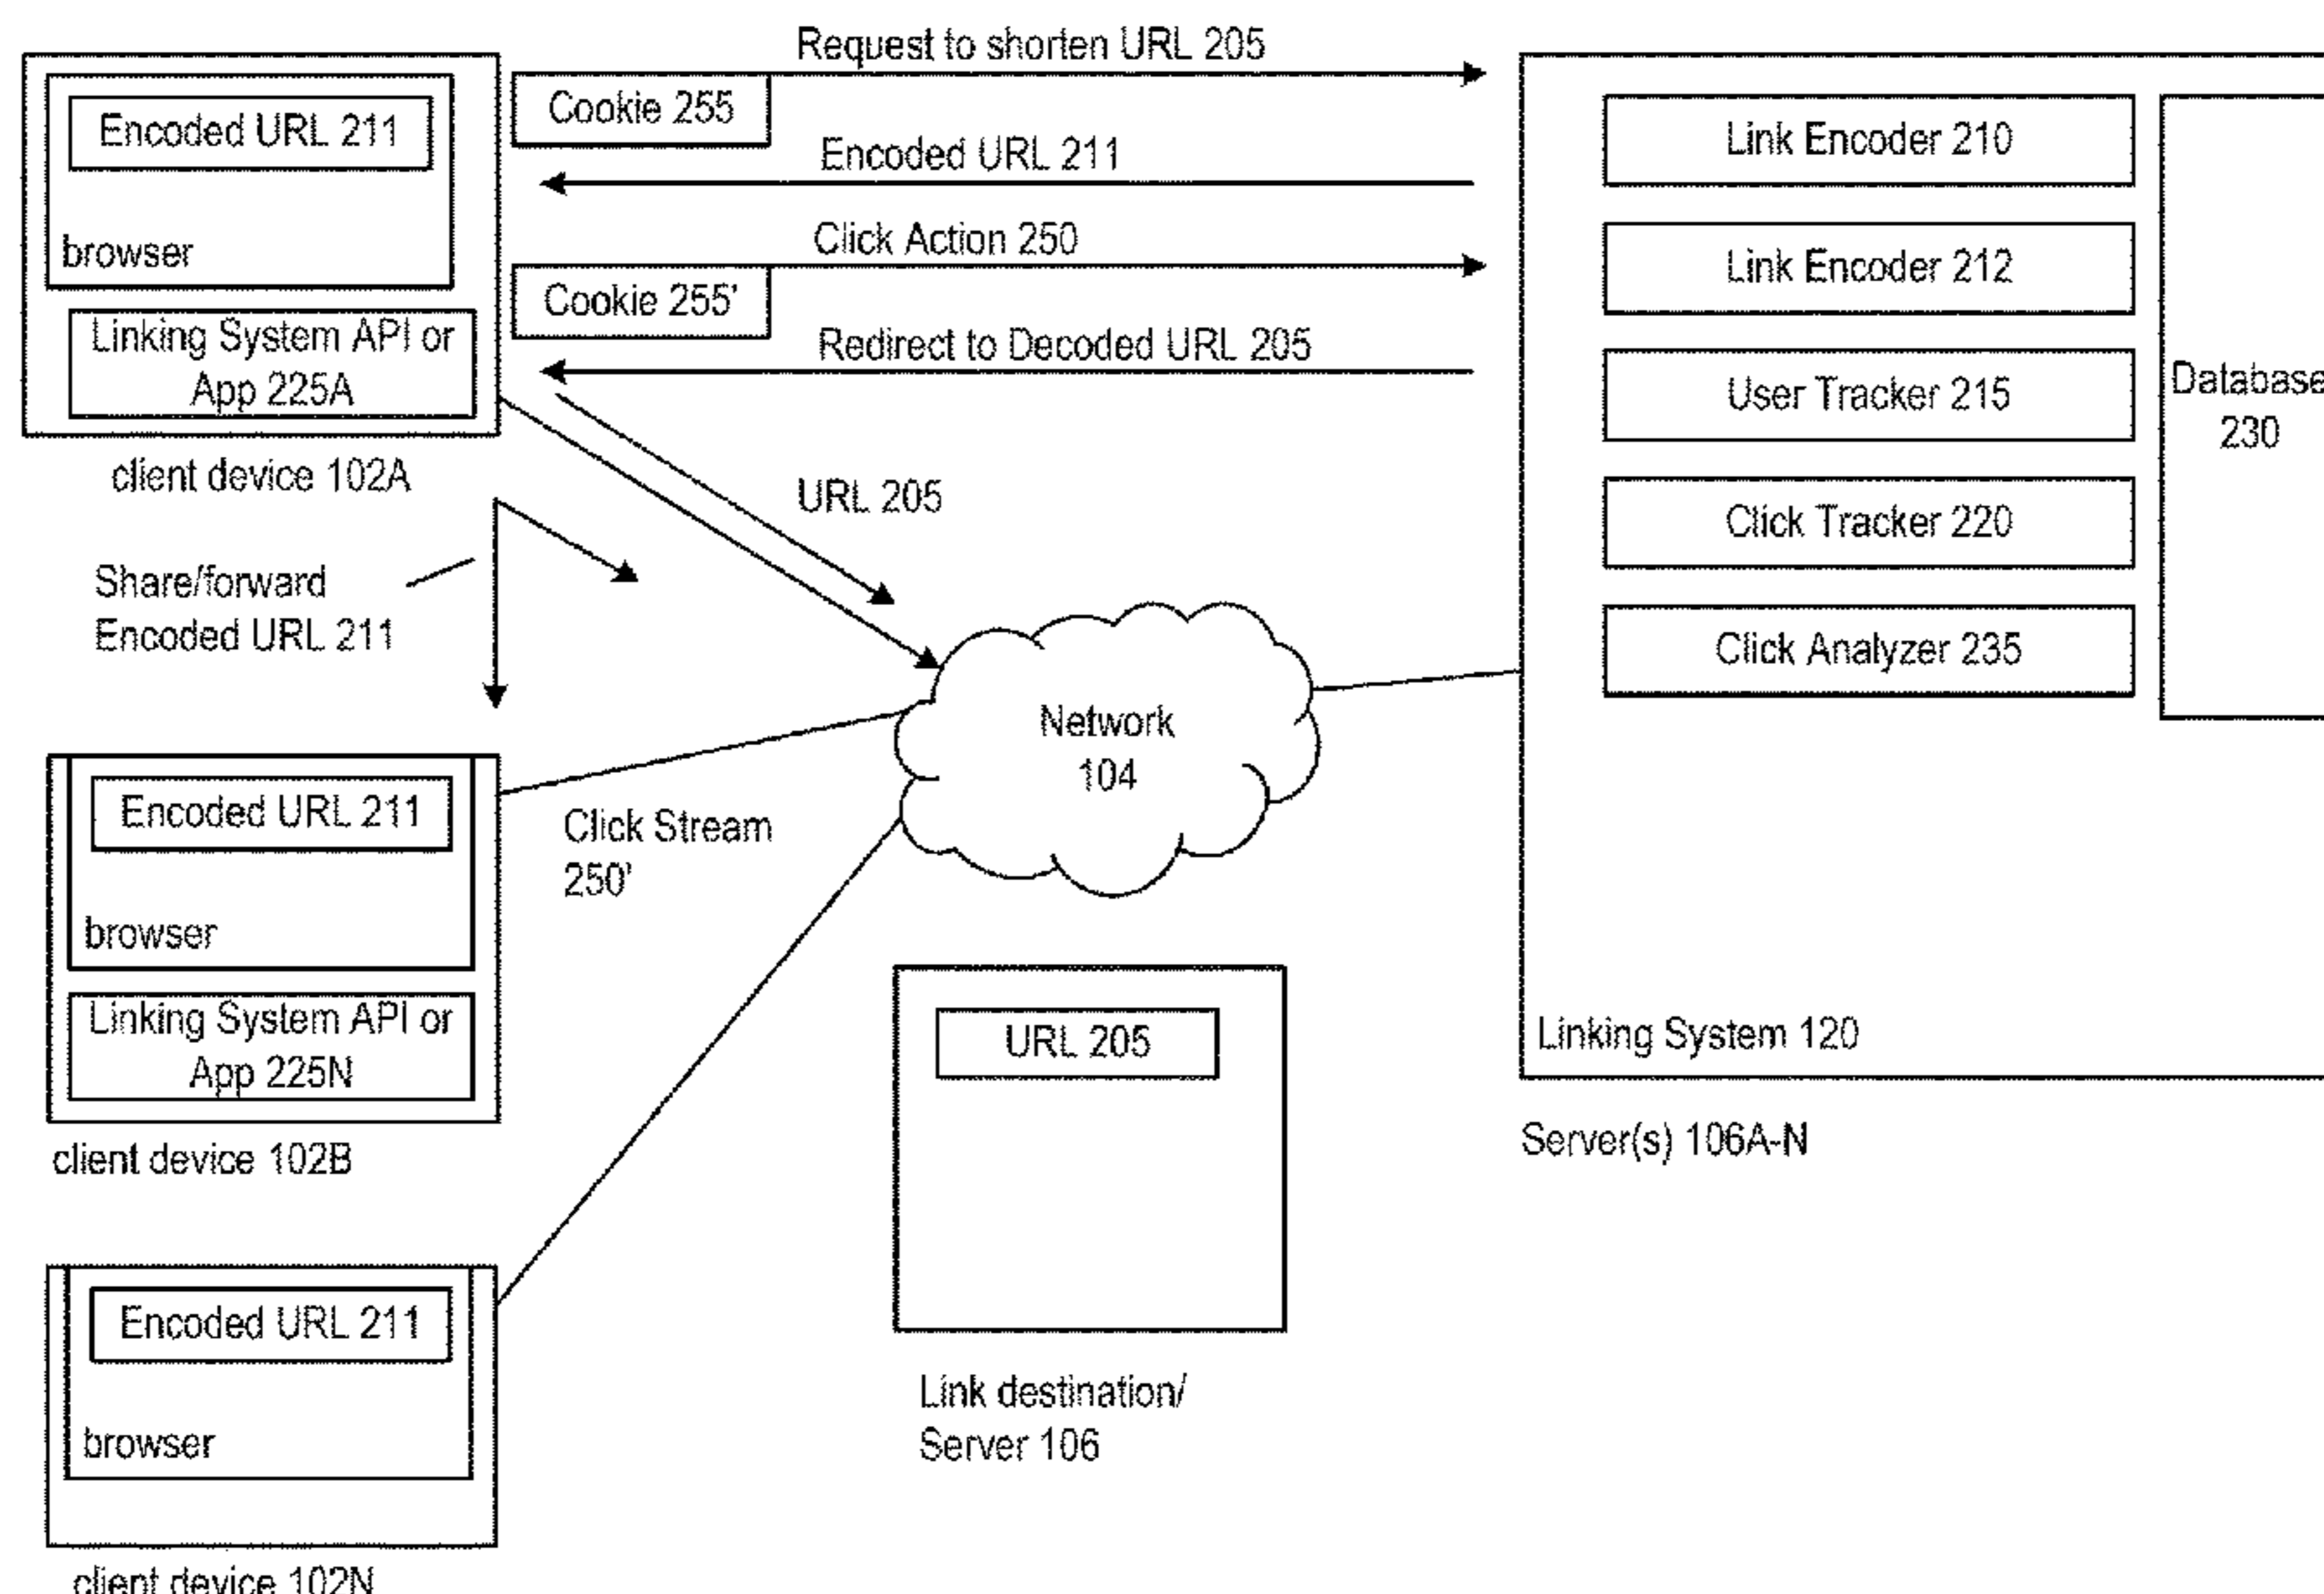 Request to shorten URL 205
Cookie 255
Encoded URL 211
Encoded URL 211
browser
Click Action 250
Cookie 255'
Linking System API or
App 225A
Redirect to Decoded URL 205
client device 102A
URL 205
Share/forward
Encoded URL 211
Link Encoder 210
Link Encoder 212
User Tracker 215
Click Tracker 220
Click Analyzer 235
Database
230
Linking System 120
Server(s) 106A-N
Network
104
Click Stream
250'
Encoded URL 211
browser
Linking System API or
App 225N
client device 102B
URL 205
Link destination/
Server 106
Encoded URL 211
browser
client device 102N